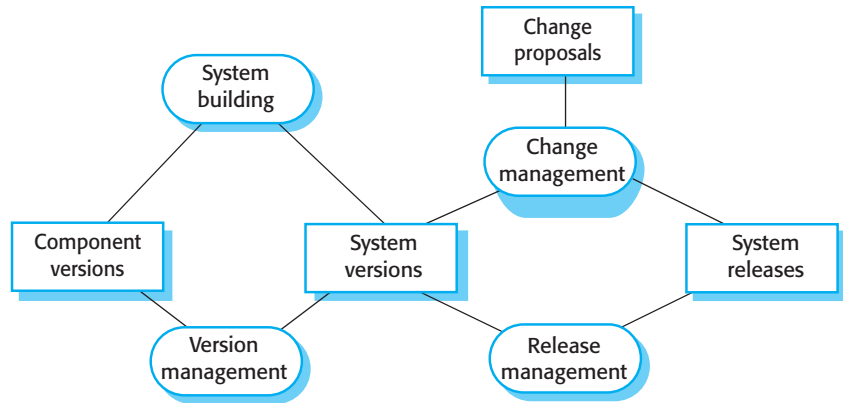 Change
proposals
System
building
Change
management
Component
versions
System
versions
System
releases
Version
management
Release
management